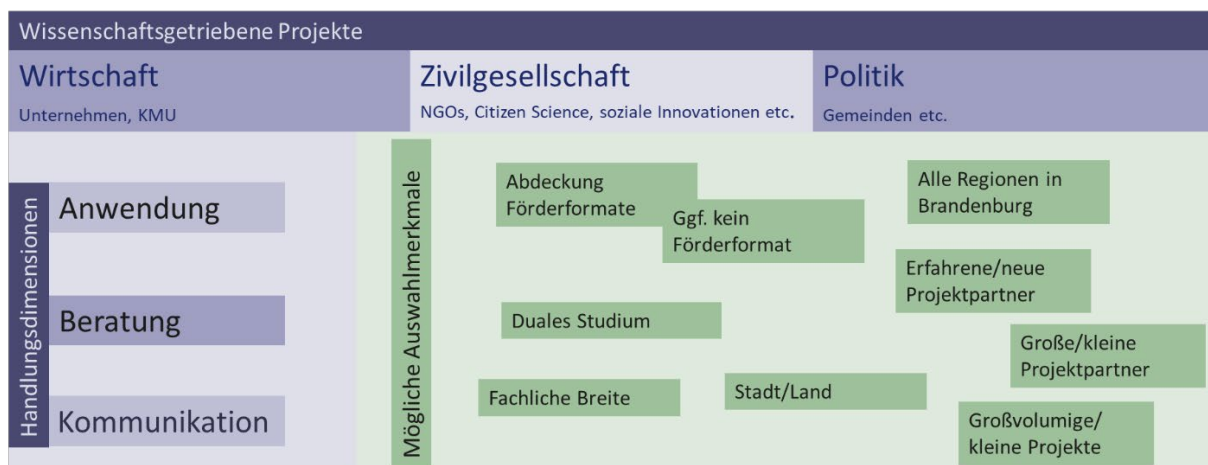 Wissenschaftsgetriebene Projekte
Wirtschaft
Unternehmen, KMU
Zivilgesellschaft
NGOs, Citizen Science, soziale Innovationen etc.
Politik
Gemeinden etc.
Handlungsdimensionen
Anwendung
Beratung
Kommunikation
Mögliche Auswahlmerkmale
Abdeckung
Förderformate
Ggf. kein
Förderformat
Alle Regionen in
Brandenburg
Erfahrene/neue
Projektpartner
Duales Studium
Große/kleine
Projektpartner
Fachliche Breite
Stadt/Land
Großvolumige/
kleine Projekte